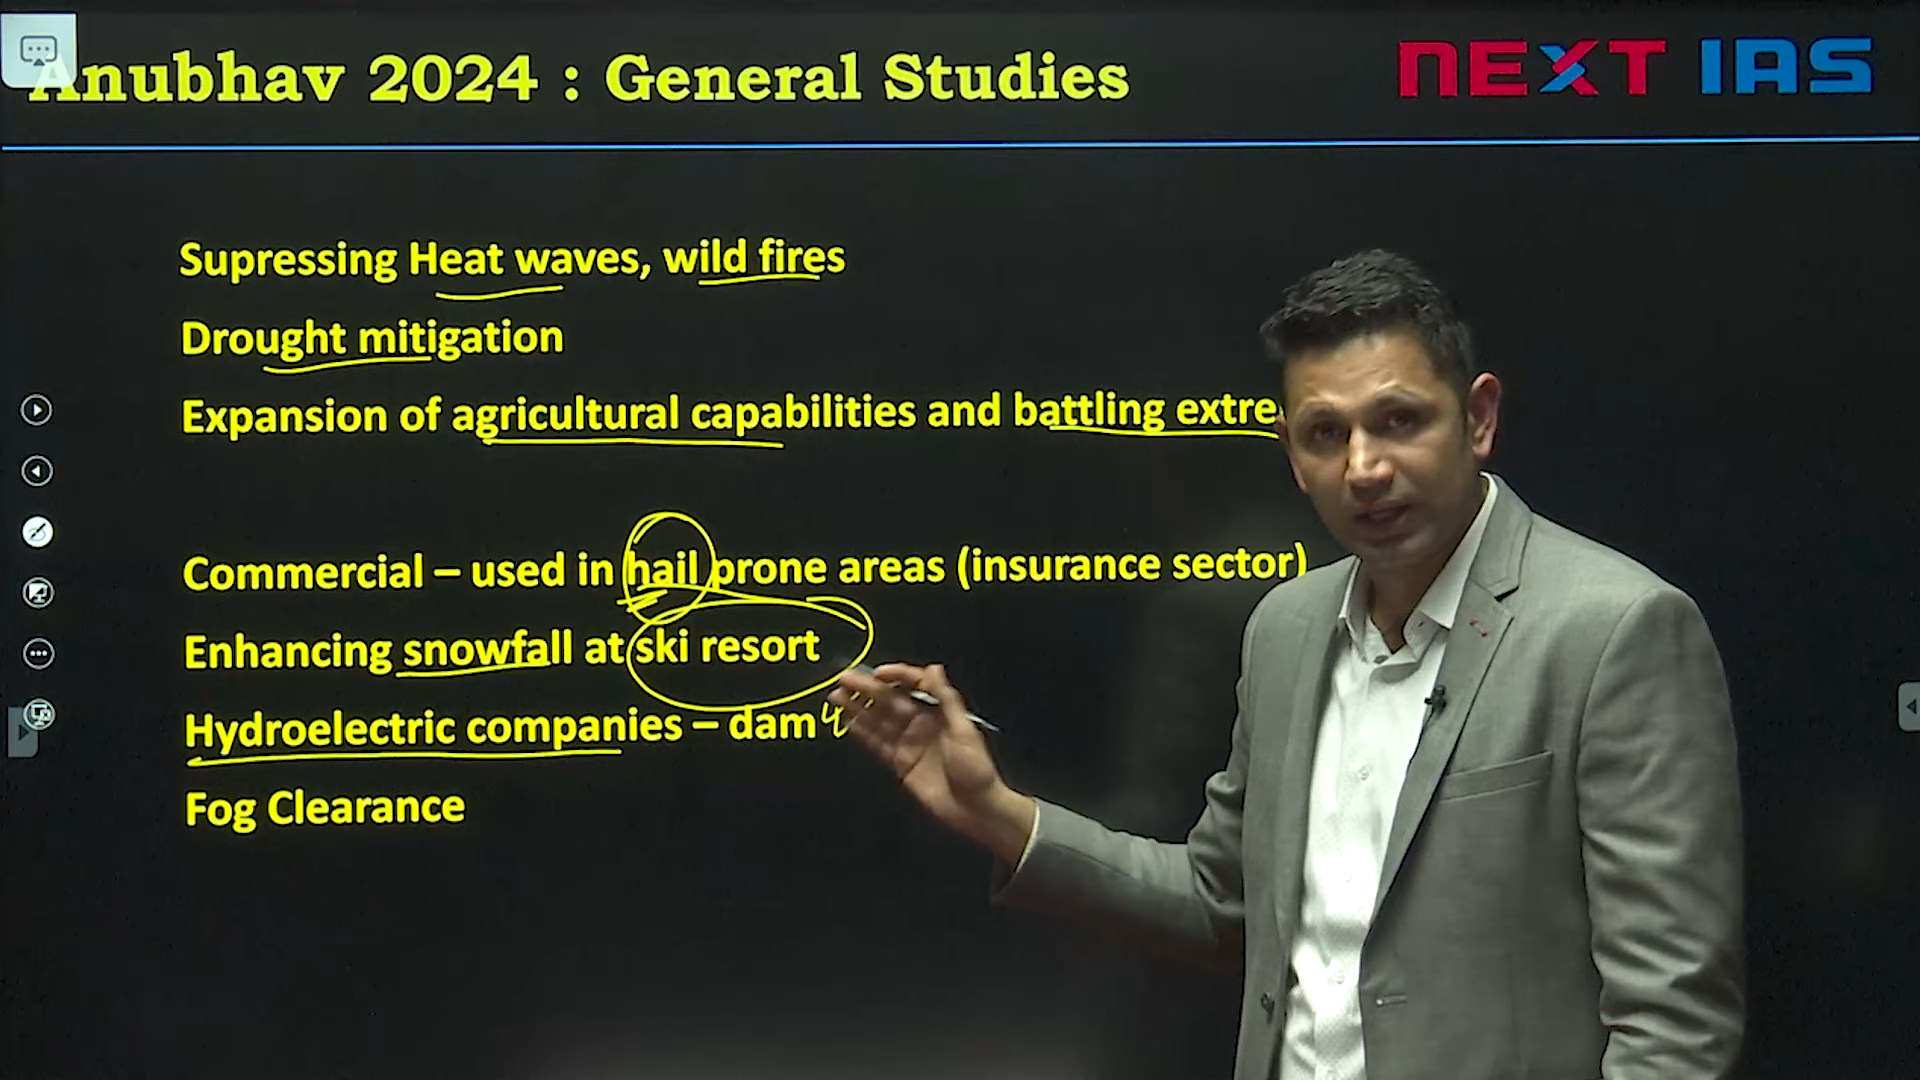 Anubhav 2024 : General Studies
NEXT IAS
Supressing Heat waves, wild fires
Drought mitigation
Expansion of agricultural capabilities and battling extre
Commercial – used in hail prone areas (insurance sector)
Enhancing snowfall at ski resort
Hydroelectric companies – dam
Fog Clearance